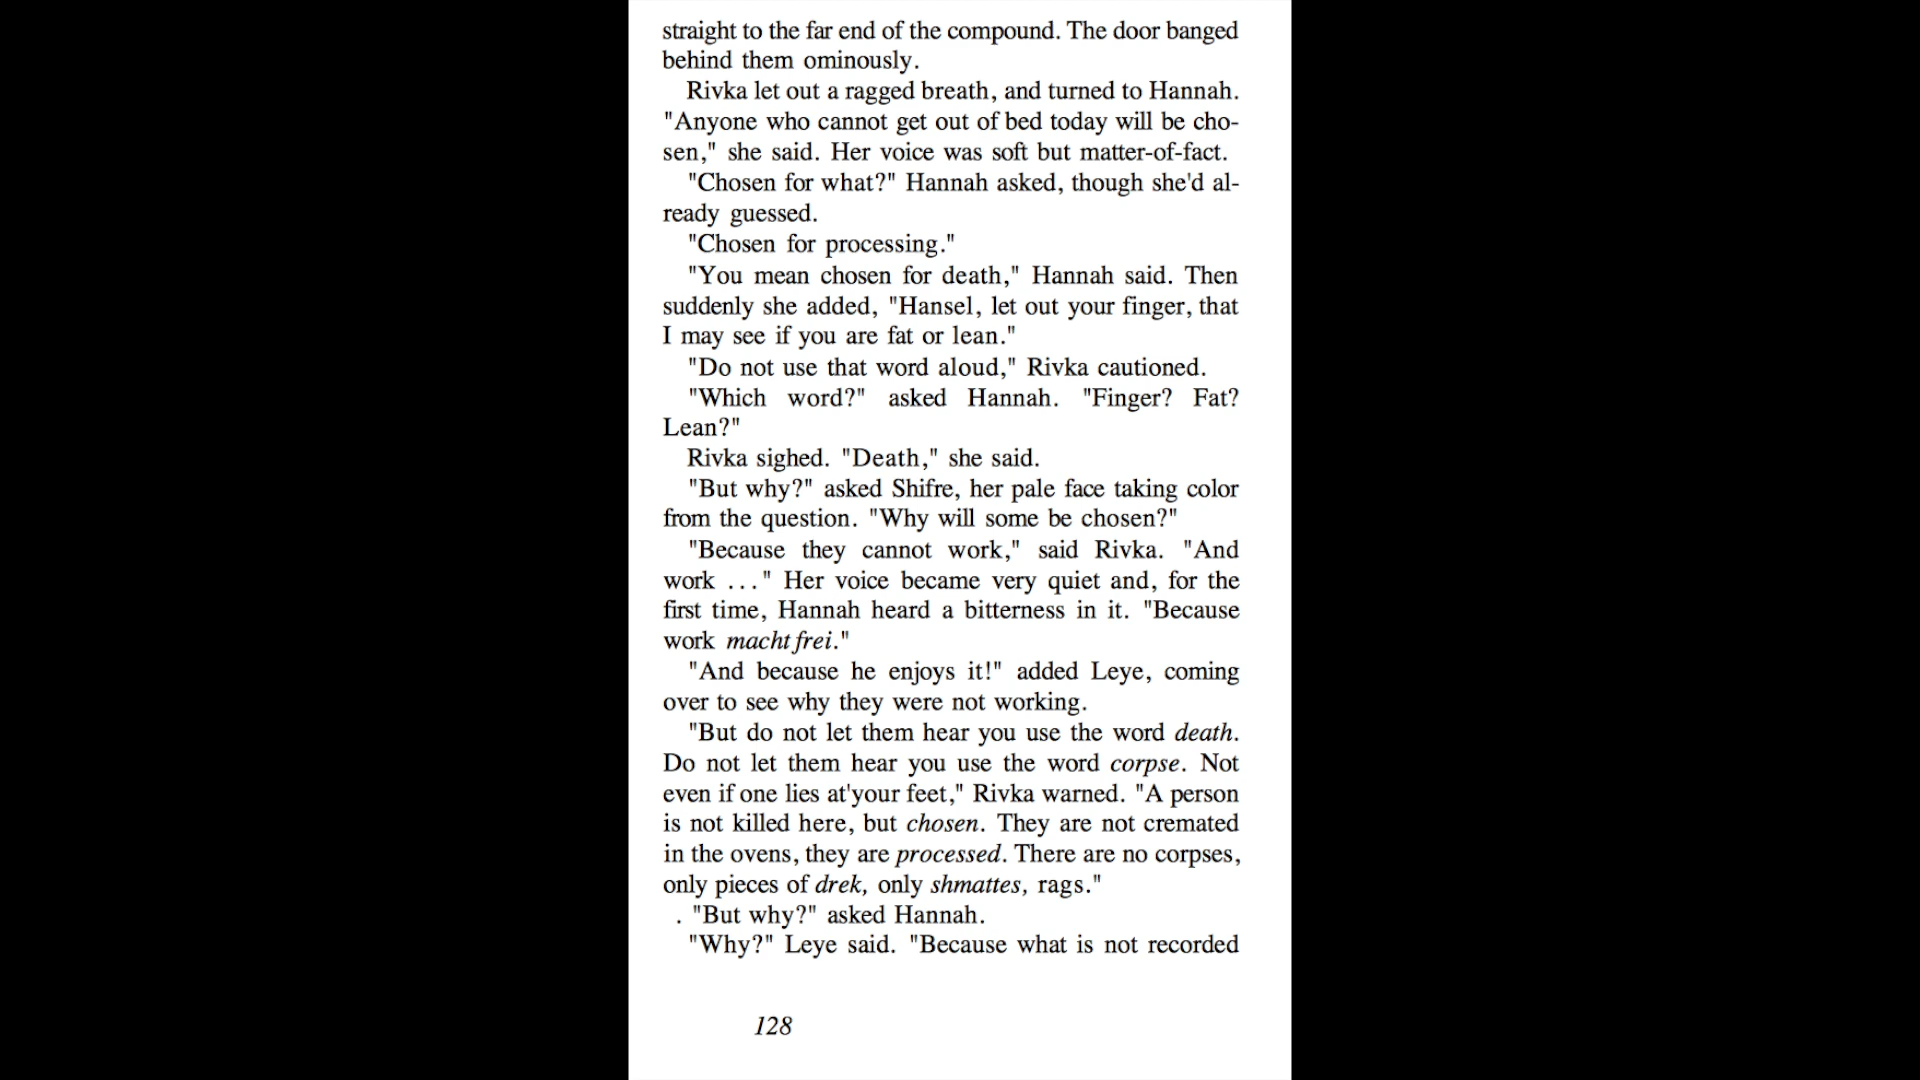 straight to the far end of the compound. The door banged
behind them ominously.
Rivka let out a ragged breath, and turned to Hannah.
"Anyone who cannot get out of bed today will be cho-
sen," she said. Her voice was soft but matter-of-fact.
"Chosen for what?" Hannah asked, though she'd al-
ready guessed.
"Chosen for processing."
"You mean chosen for death," Hannah said. Then
suddenly she added, "Hansel, let out your finger, that
I may see if you are fat or lean."
"Do not use that word aloud," Rivka cautioned.
"Which word?" asked Hannah. "Finger? Fat?
Lean?"
Rivka sighed. "Death," she said.
"But why?" asked Shifre, her pale face taking color
from the question. "Why will some be chosen?"
"Because they cannot work," said Rivka. "And
work ..." Her voice became very quiet and, for the
first time, Hannah heard a bitterness in it. "Because
work macht frei."
"And because he enjoys it!" added Leye, coming
over to see why they were not working.
"But do not let them hear you use the word death.
Do not let them hear you use the word corpse. Not
even if one lies at'your feet," Rivka warned. "A person
is not killed here, but chosen. They are not cremated
in the ovens, they are processed. There are no corpses,
only pieces of drek, only shmattes, rags."
. "But why?" asked Hannah.
"Why?" Leye said. "Because what is not recorded
128